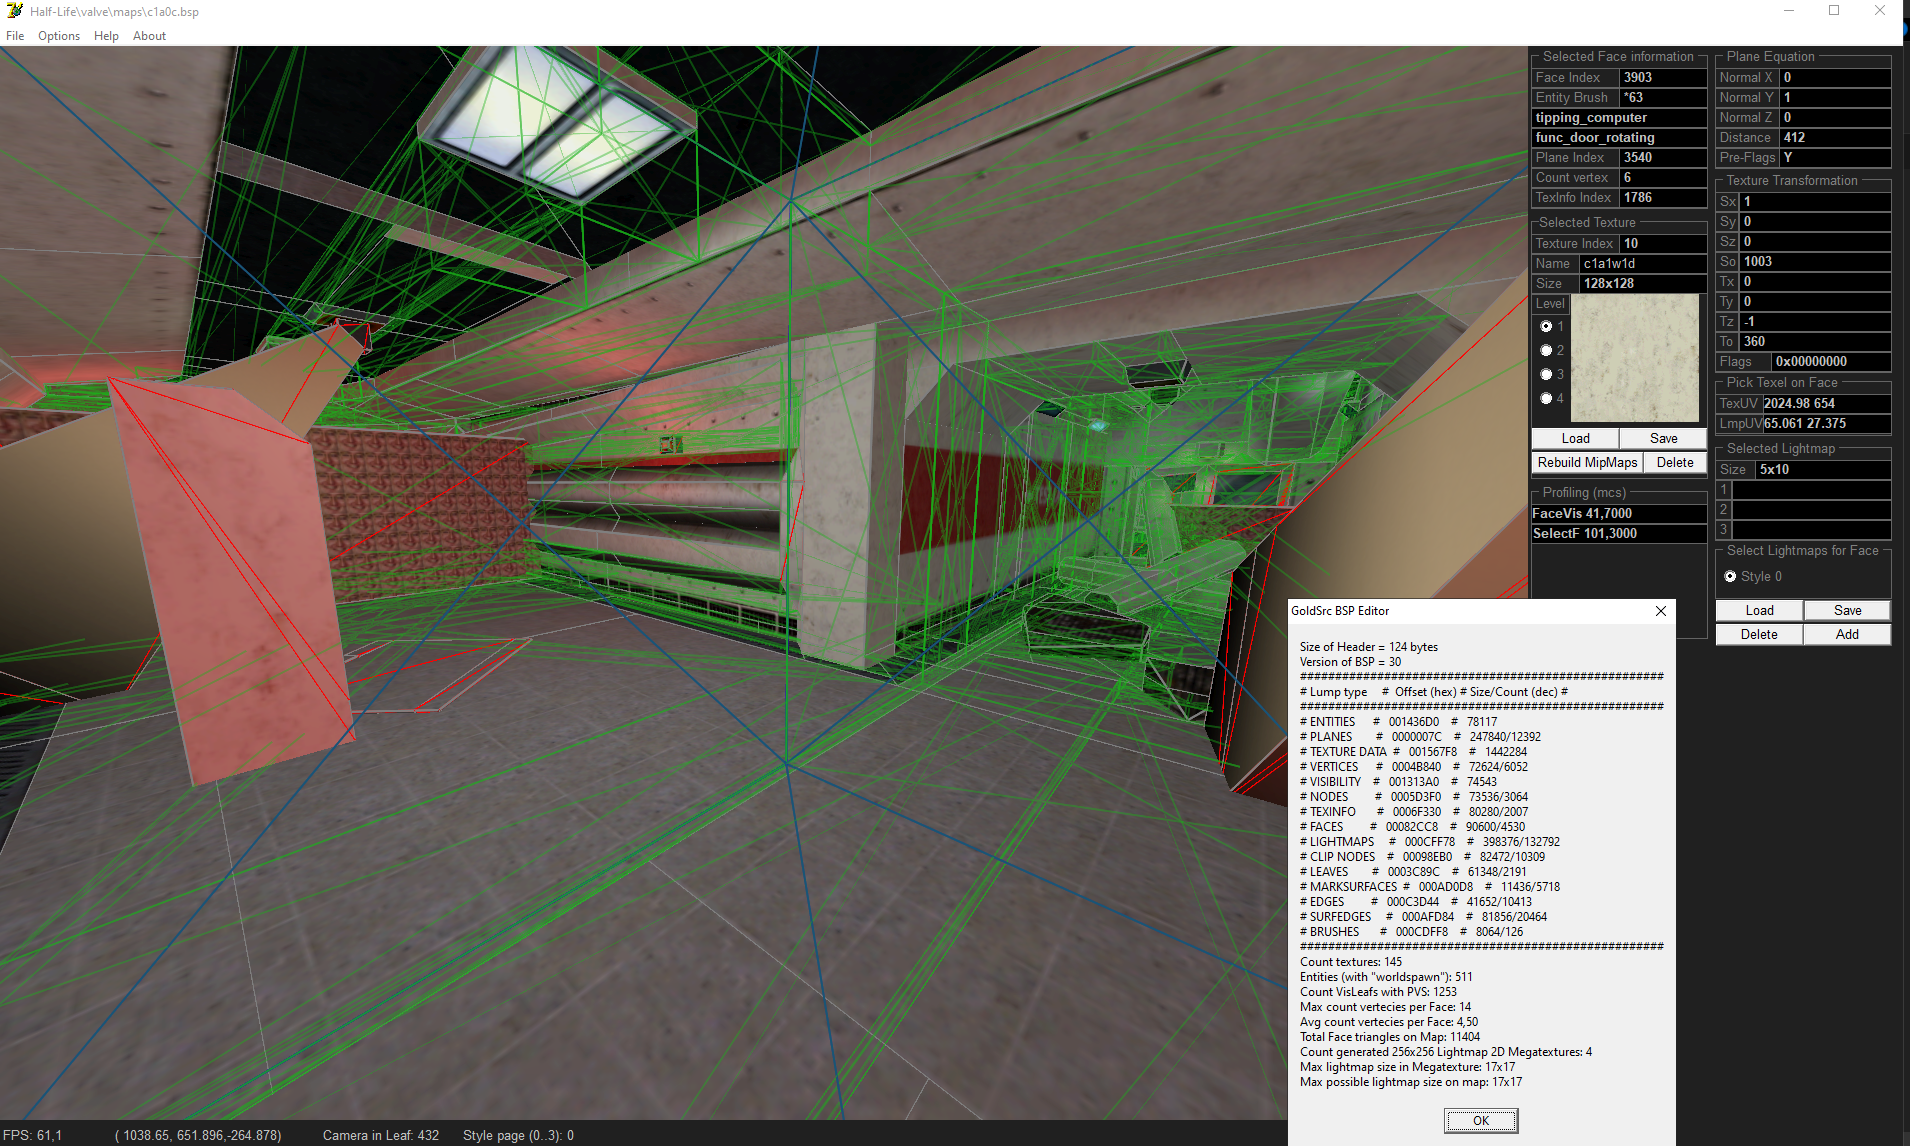 Half-Life\valve\maps\c1a0c.bsp
File Options Help About
Selected Face information
Face Index 3903
Entity Brush *63
tipping_computer
func_door_rotating
Plane Index 3540
Count vertex 6
TexInfo Index 1786
Selected Texture
Texture Index 10
Name c1a1w1d
Size 128x128
Level
1
2
3
4
Load Save
Rebuild MipMaps Delete
Profiling (mcs)
FaceVis 41,7000
SelectF 101,3000
Plane Equation
Normal X 0
Normal Y 1
Normal Z 0
Distance 412
Pre-Flags Y
Texture Transformation
Sx 1
Sy 0
Sz 0
So 1003
Tx 0
Ty 0
Tz -1
To 360
Flags 0x00000000
Pick Texel on Face
TexUV 2024.98 654
LmpUV 65.061 27.375
Selected Lightmap
Size 5x10
1
2
3
Select Lightmaps for Face
Style 0
Load Save
Delete Add
GoldSrc BSP Editor
Size of Header = 124 bytes
Version of BSP = 30
####################################################
# Lump type # Offset (hex) # Size/Count (dec) #
####################################################
# ENTITIES # 001436D0 # 78117
# PLANES # 0000007C # 247840/12392
# TEXTURE DATA # 001567F8 # 1442284
# VERTICES # 0004B840 # 72624/6052
# VISIBILITY # 001313A0 # 74543
# NODES # 0005D3F0 # 73536/3064
# TEXINFO # 0006F330 # 80280/2007
# FACES # 00082CC8 # 90600/4530
# LIGHTMAPS # 000CFF78 # 398376/132792
# CLIP NODES # 00098EB0 # 82472/10309
# LEAVES # 0003C89C # 61348/2191
# MARKSURFACES # 000AD0D8 # 11436/5718
# EDGES # 000C3D44 # 41652/10413
# SURFEDGES # 000AFD84 # 81856/20464
# BRUSHES # 000CDFF8 # 8064/126
####################################################
Count textures: 145
Entities (with "worldspawn"): 511
Count VisLeafs with PVS: 1253
Max count vertecies per Face: 14
Avg count vertecies per Face: 4,50
Total Face triangles on Map: 11404
Count generated 256x256 Lightmap 2D Megatextures: 4
Max lightmap size in Megatexture: 17x17
Max possible lightmap size on map: 17x17
OK
FPS: 61,1 ( 1038.65, 651.896,-264.878) Camera in Leaf: 432 Style page (0..3): 0